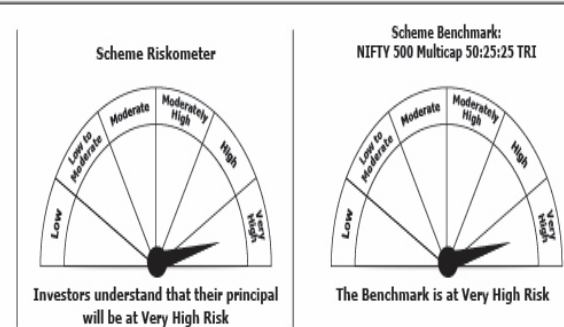 Scheme Riskometer
Low
Low to
Moderate
Moderate
Moderately
High
High
Very
High
Investors understand that their principal
will be at Very High Risk
Scheme Benchmark:
NIFTY 500 Multicap 50:25:25 TRI
Low
Low to
Moderate
Moderate
Moderately
High
High
Very
High
The Benchmark is at Very High Risk